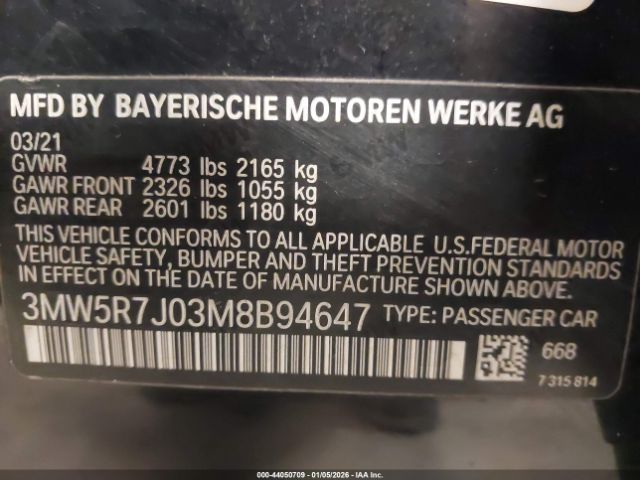 MFD BY BAYERISCHE MOTOREN WERKE AG
03/21
GVWR 4773 lbs 2165 kg
GAWR FRONT 2326 lbs 1055 kg
GAWR REAR 2601 lbs 1180 kg
THIS VEHICLE CONFORMS TO ALL APPLICABLE U.S.FEDERAL MOTOR
VEHICLE SAFETY, BUMPER AND THEFT PREVENTION STANDARDS
IN EFFECT ON THE DATE OF MANUFACTURE SHOWN ABOVE.
3MW5R7J03M8B94647 TYPE: PASSENGER CAR
668
7 315 814
000-44050709 - 01/05/2026 - IAA Inc.